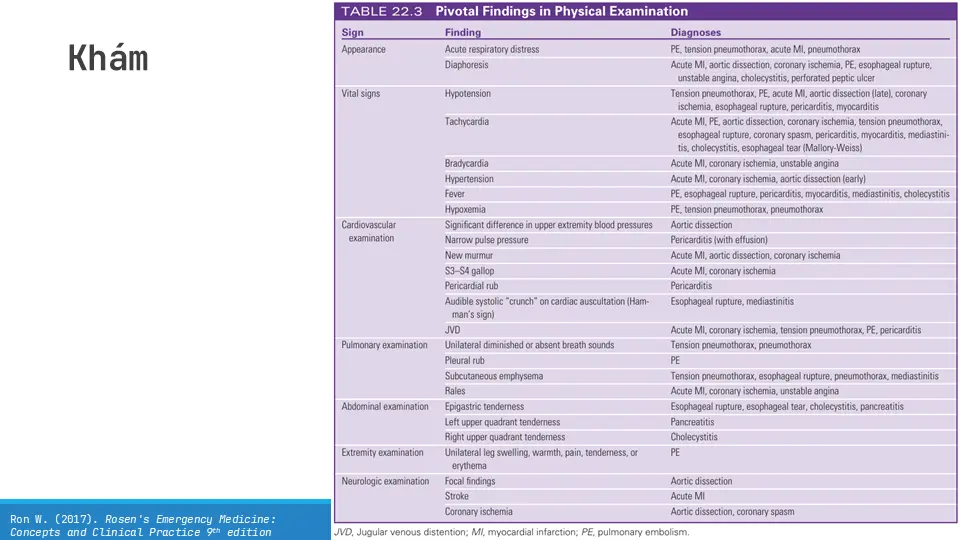 Khám
TABLE 22.3 Pivotal Findings in Physical Examination
Sign Finding Diagnoses
Appearance Acute respiratory distress PE, tension pneumothorax, acute MI, pneumothorax
Diaphoresis Acute MI, aortic dissection, coronary ischemia, PE, esophageal rupture,
unstable angina, cholecystitis, perforated peptic ulcer
Vital signs Hypotension Tension pneumothorax, PE, acute MI, aortic dissection (late), coronary
ischemia, esophageal rupture, pericarditis, myocarditis
Tachycardia Acute MI, PE, aortic dissection, coronary ischemia, tension pneumothorax,
esophageal rupture, coronary spasm, pericarditis, myocarditis, mediastini-
tis, cholecystitis, esophageal tear (Mallory-Weiss)
Bradycardia Acute MI, coronary ischemia, unstable angina
Hypertension Acute MI, coronary ischemia, aortic dissection (early)
Fever PE, esophageal rupture, pericarditis, myocarditis, mediastinitis, cholecystitis
Hypoxemia PE, tension pneumothorax, pneumothorax
Cardiovascular Significant difference in upper extremity blood pressures Aortic dissection
examination Narrow pulse pressure Pericarditis (with effusion)
New murmur Acute MI, aortic dissection, coronary ischemia
S3–S4 gallop Acute MI, coronary ischemia
Pericardial rub Pericarditis
Audible systolic "crunch" on cardiac auscultation (Ham- Esophageal rupture, mediastinitis
man's sign)
JVD Acute MI, coronary ischemia, tension pneumothorax, PE, pericarditis
Pulmonary examination Unilateral diminished or absent breath sounds Tension pneumothorax, pneumothorax
Pleural rub PE
Subcutaneous emphysema Tension pneumothorax, esophageal rupture, pneumothorax, mediastinitis
Rales Acute MI, coronary ischemia, unstable angina
Abdominal examination Epigastric tenderness Esophageal rupture, esophageal tear, cholecystitis, pancreatitis
Left upper quadrant tenderness Pancreatitis
Right upper quadrant tenderness Cholecystitis
Extremity examination Unilateral leg swelling, warmth, pain, tenderness, or PE
erythema
Neurologic examination Focal findings Aortic dissection
Stroke Acute MI
Coronary ischemia Aortic dissection, coronary spasm
JVD, Jugular venous distention; MI, myocardial infarction; PE, pulmonary embolism.
Ron W. (2017). Rosen's Emergency Medicine:
Concepts and Clinical Practice 9th edition